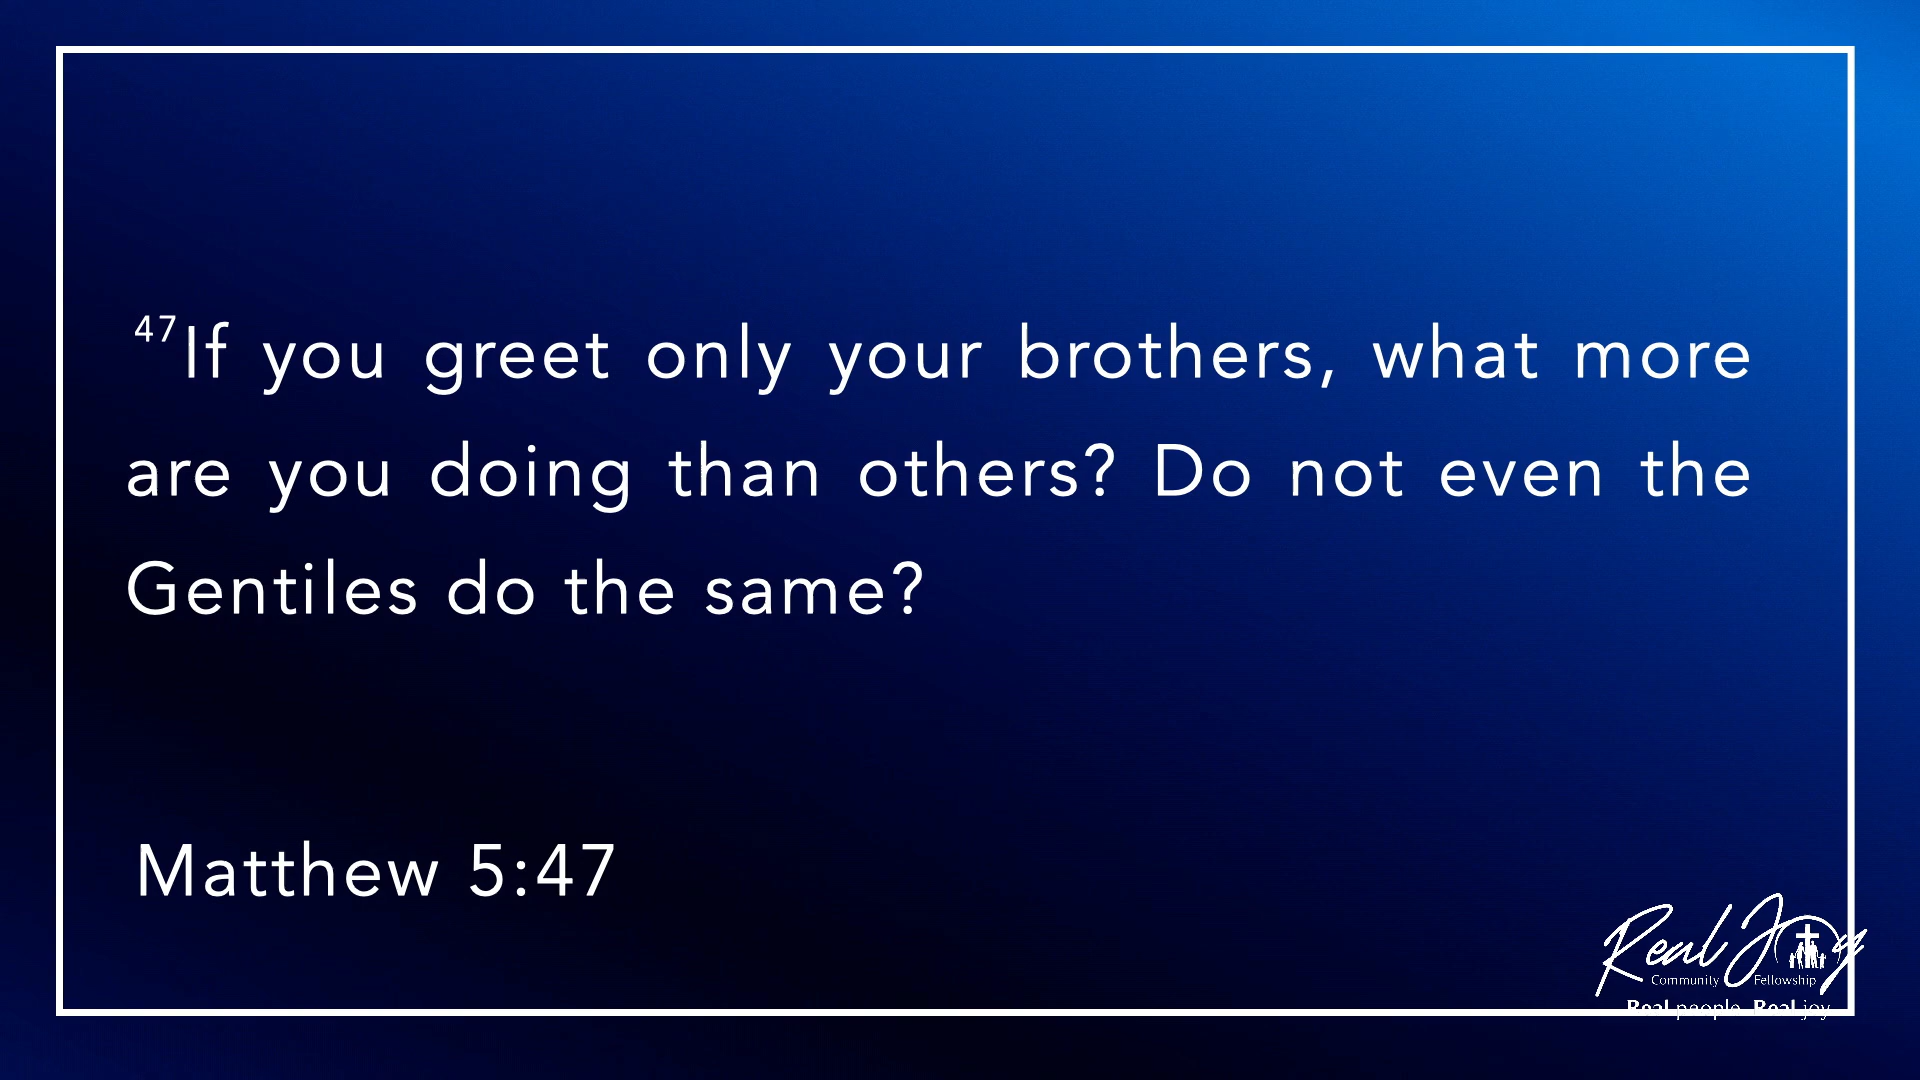 ⁴⁷If you greet only your brothers, what more
are you doing than others? Do not even the
Gentiles do the same?
Matthew 5:47
Real Joy
Community Fellowship
Real people. Real joy